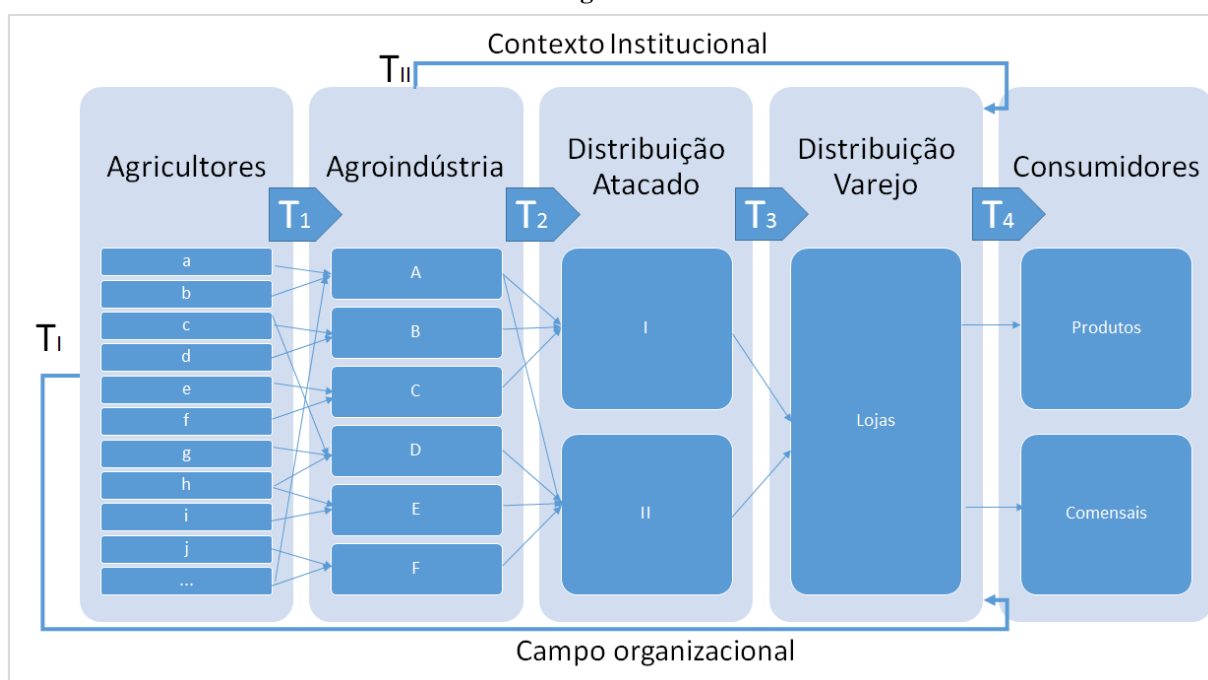 Contexto Institucional
TII
Agricultores
Agroindústria
Distribuição
Atacado
Distribuição
Varejo
Consumidores
T1
T2
T3
T4
a
b
c
d
e
f
g
h
i
j
...
A
B
C
D
E
F
I
II
Lojas
Produtos
Comensais
TI
Campo organizacional